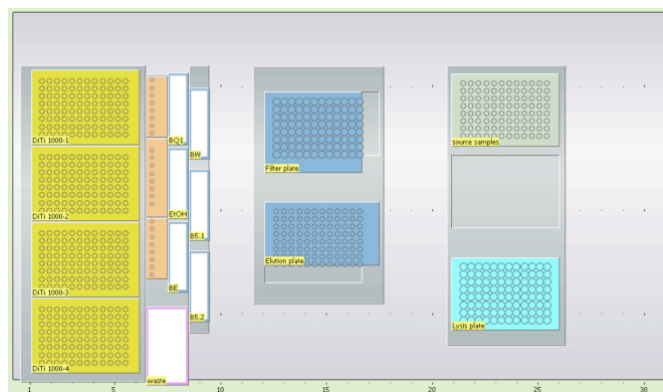 DiTi 1000-1
DiTi 1000-2
DiTi 1000-3
DiTi 1000-4
BQ1
EtOH
BE
waste
BW
B5.1
B5.2
Filter plate
Elution plate
source samples
Lysis plate
1
5
10
15
20
25
30